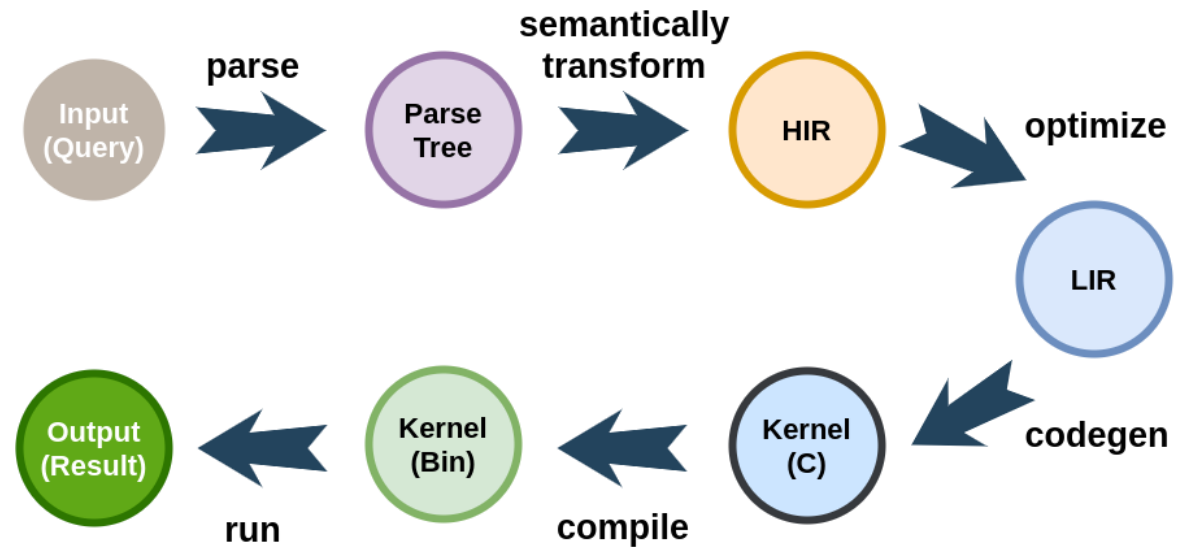 Input
(Query)
parse
Parse
Tree
semantically
transform
HIR
optimize
LIR
codegen
Kernel
(C)
compile
Kernel
(Bin)
run
Output
(Result)